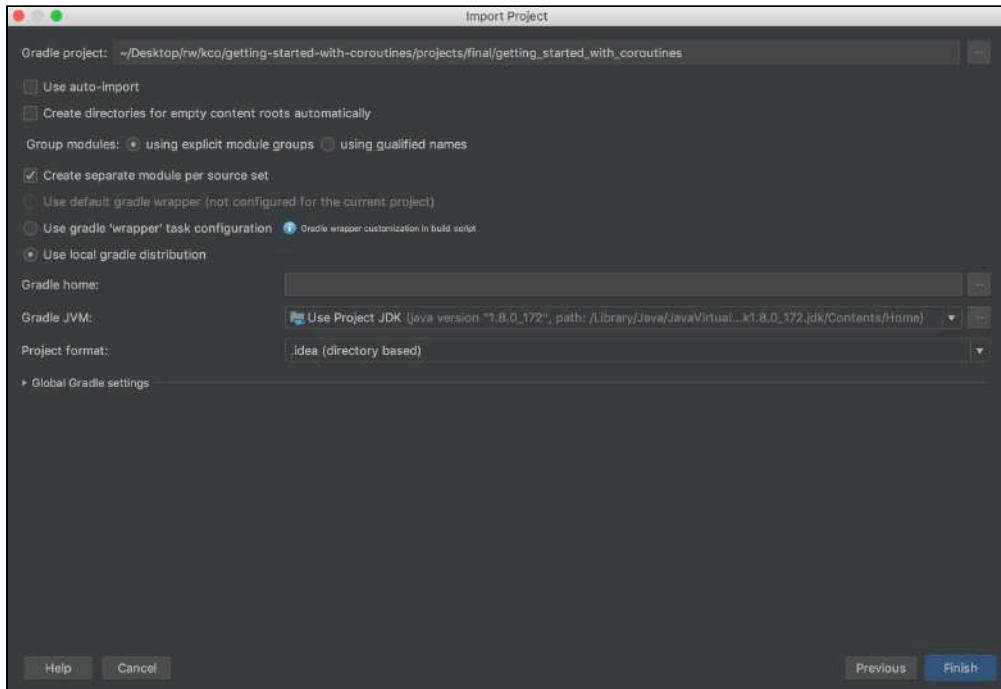 Import Project
Gradle project: ~/Desktop/rw/kco/getting-started-with-coroutines/projects/final/getting_started_with_coroutines
Use auto-import
Create directories for empty content roots automatically
Group modules: using explicit module groups using qualified names
Create separate module per source set
Use default gradle wrapper (not configured for the current project)
Use gradle 'wrapper' task configuration Gradle wrapper customization in build script
Use local gradle distribution
Gradle home:
Gradle JVM: Use Project JDK (java version "1.8.0_172", path: /Library/Java/JavaVirtual...k1.8.0_172.jdk/Contents/Home)
Project format: .idea (directory based)
Global Gradle settings
Help Cancel Previous Finish